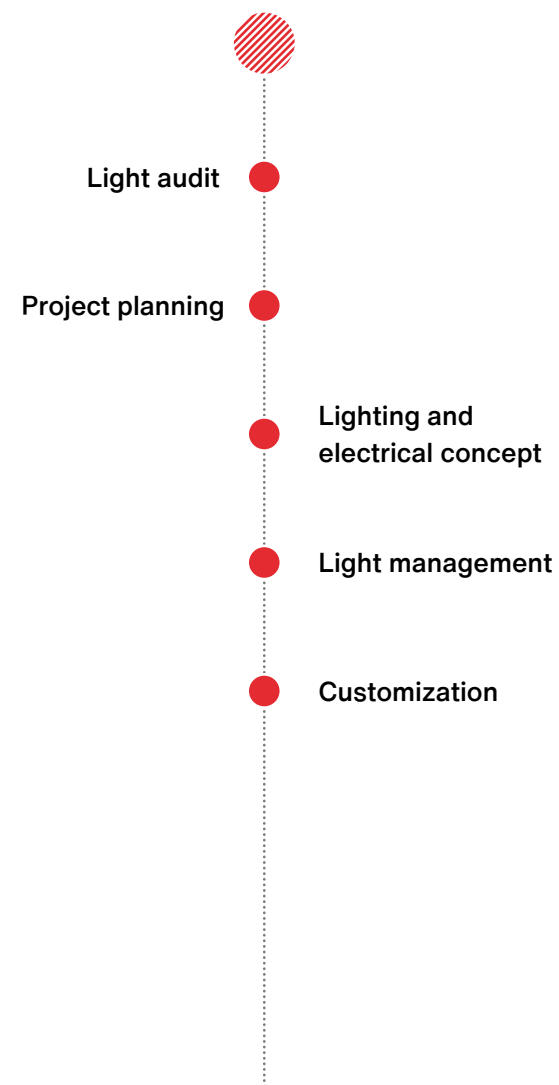 Light audit
Project planning
Lighting and
electrical concept
Light management
Customization